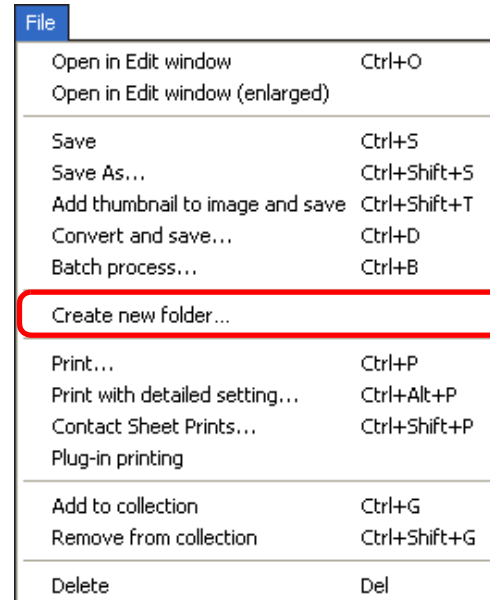 File
Open in Edit window Ctrl+O
Open in Edit window (enlarged)
Save Ctrl+S
Save As... Ctrl+Shift+S
Add thumbnail to image and save Ctrl+Shift+T
Convert and save... Ctrl+D
Batch process... Ctrl+B
Create new folder...
Print... Ctrl+P
Print with detailed setting... Ctrl+Alt+P
Contact Sheet Prints... Ctrl+Shift+P
Plug-in printing
Add to collection Ctrl+G
Remove from collection Ctrl+Shift+G
Delete Del